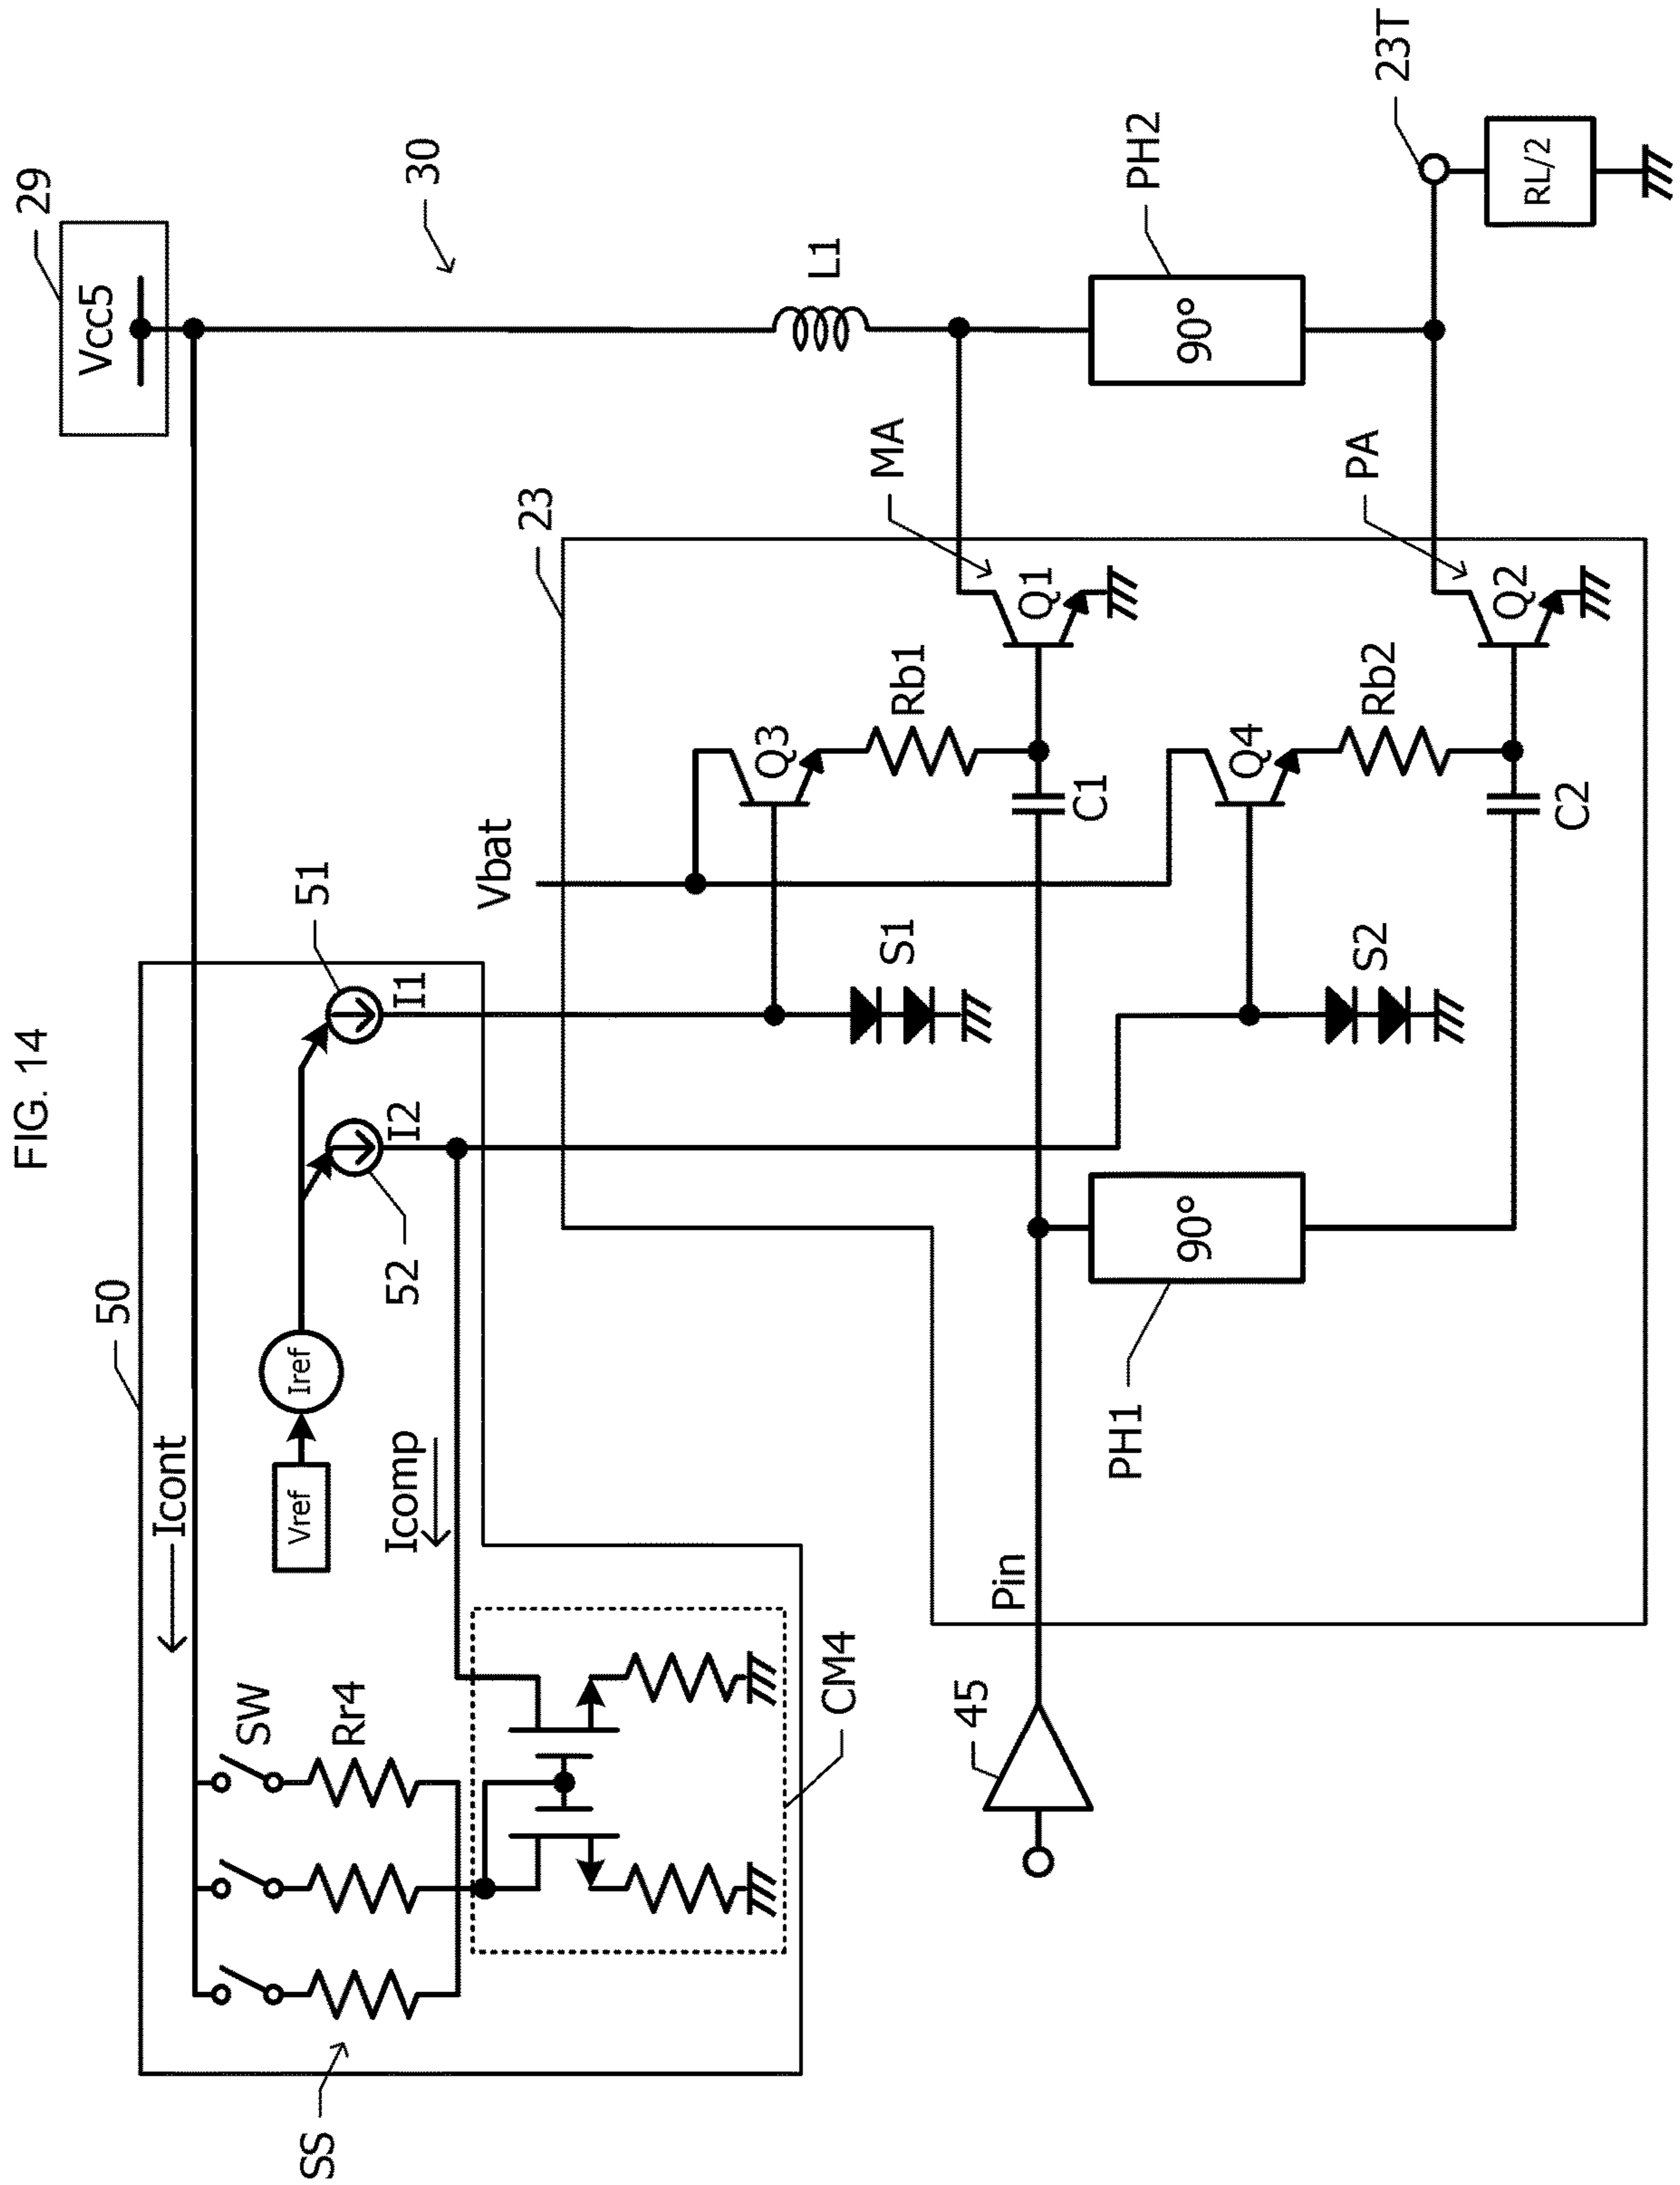 FIG. 14
29
Vcc5
30
50
Icont
51
52
I1
I2
Iref
Vref
Icomp
SW
Rr4
SS
CM4
Vbat
23
MA
PA
L1
PH2
90°
23T
RL/2
Q3
Rb1
Q1
C1
S1
Q4
Rb2
Q2
C2
S2
PH1
90°
Pin
45